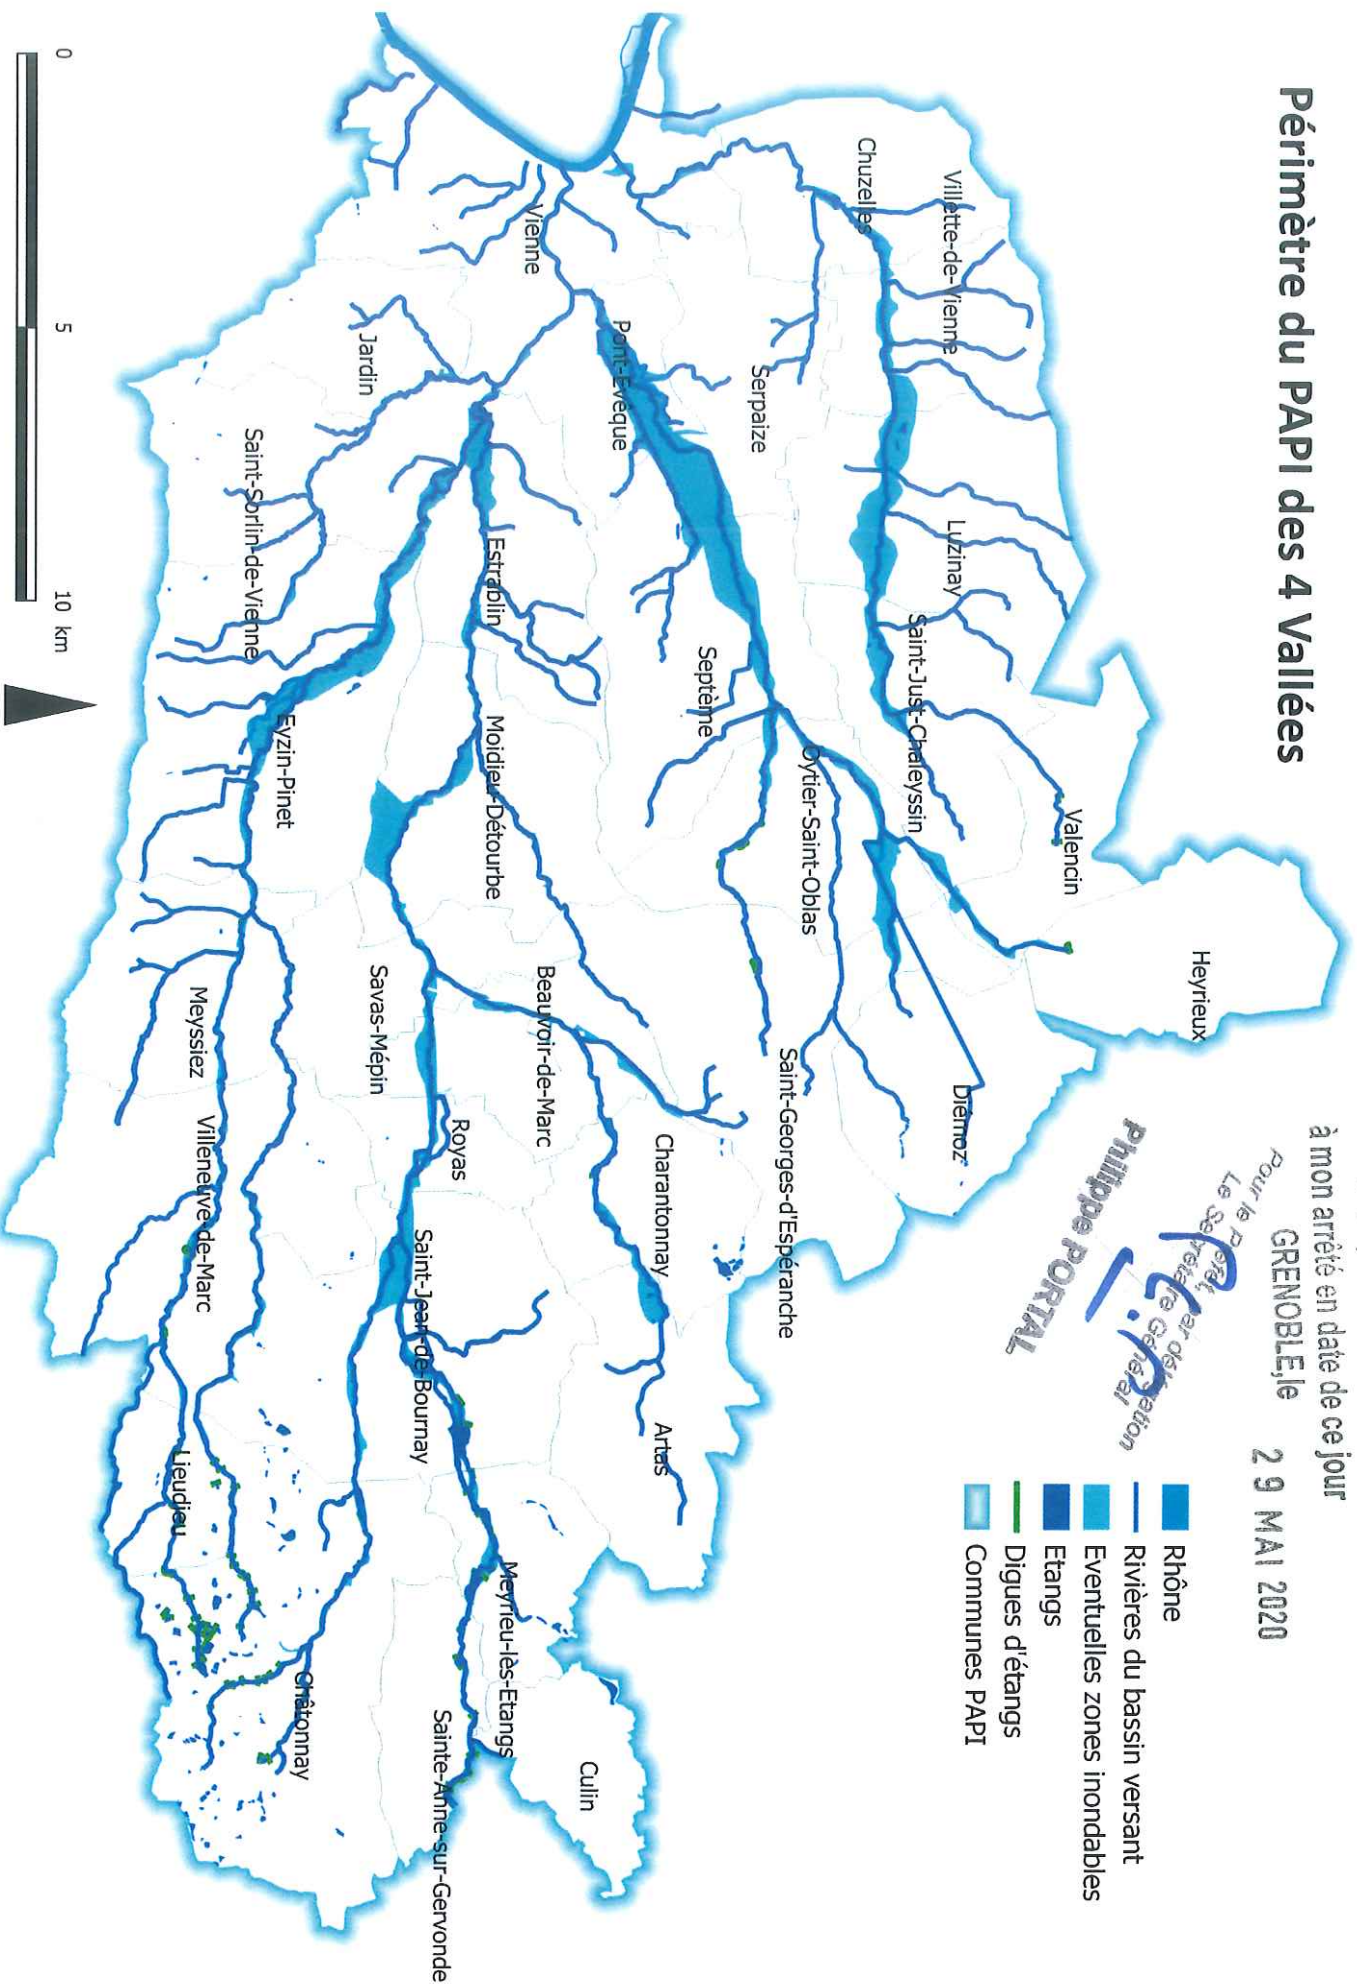 Périmètre du PAPI des 4 Vallées
à mon arrêté en date de ce jour
GRENOBLE, le 29 MAI 2020
Pour le Préfet, par délégation
Le Secrétaire Général
Philippe PORTAL
Rhône
Rivières du bassin versant
Eventuelles zones inondables
Etangs
Digues d'étangs
Communes PAPI
Heyrieux
Valencin
Diémoz
Villette-de-Vienne
Luzinay
Saint-Just-Chaleyssin
Chuzelles
Oytier-Saint-Oblas
Saint-Georges-d'Espéranche
Serpaize
Septème
Charantonnay
Artas
Pont-Evêque
Culin
Beauvoir-de-Marc
Vienne
Estrablin
Moidieu-Détourbe
Meyrieu-lès-Etangs
Royas
Saint-Jean-de-Bournay
Sainte-Anne-sur-Gervonde
Jardin
Savas-Mépin
Châtonnay
Eyzin-Pinet
Saint-Sorlin-de-Vienne
Meyssiez
Villeneuve-de-Marc
Lieudieu
0 5 10 km